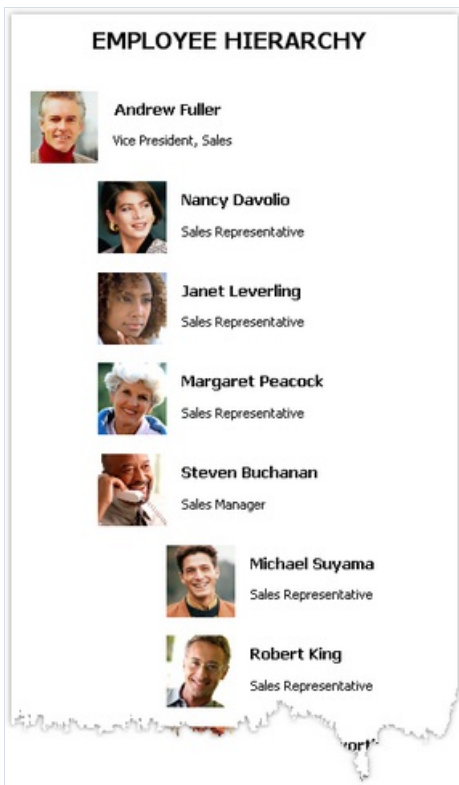 EMPLOYEE HIERARCHY
Andrew Fuller
Vice President, Sales
Nancy Davolio
Sales Representative
Janet Leverling
Sales Representative
Margaret Peacock
Sales Representative
Steven Buchanan
Sales Manager
Michael Suyama
Sales Representative
Robert King
Sales Representative